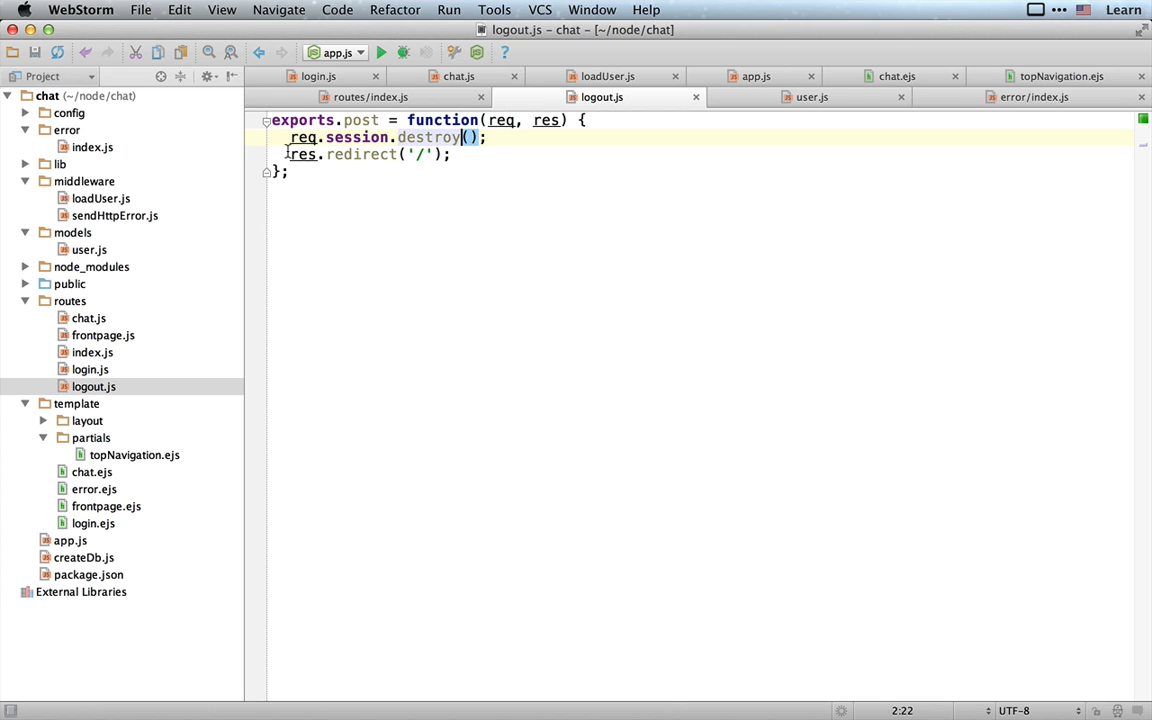 WebStorm File Edit View Navigate Code Refactor Run Tools VCS Window Help Learn
logout.js – chat – [~/node/chat]
app.js
Project login.js chat.js loadUser.js app.js chat.ejs topNavigation.ejs
chat (~/node/chat) routes/index.js logout.js user.js error/index.js
config
error
index.js
lib
middleware
loadUser.js
sendHttpError.js
models
user.js
node_modules
public
routes
chat.js
frontpage.js
index.js
login.js
logout.js
template
layout
partials
topNavigation.ejs
chat.ejs
error.ejs
frontpage.ejs
login.ejs
app.js
createDb.js
package.json
External Libraries
exports.post = function(req, res) {
req.session.destroy();
res.redirect('/');
};
2:22 UTF-8